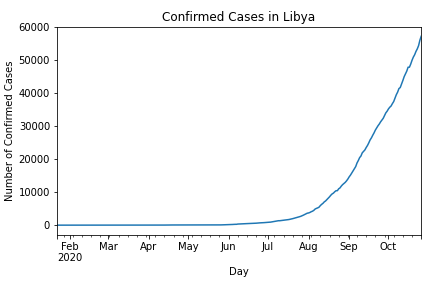 Confirmed Cases in Libya
60000
50000
40000
30000
20000
10000
0
Number of Confirmed Cases
Feb Mar Apr May Jun Jul Aug Sep Oct
2020
Day